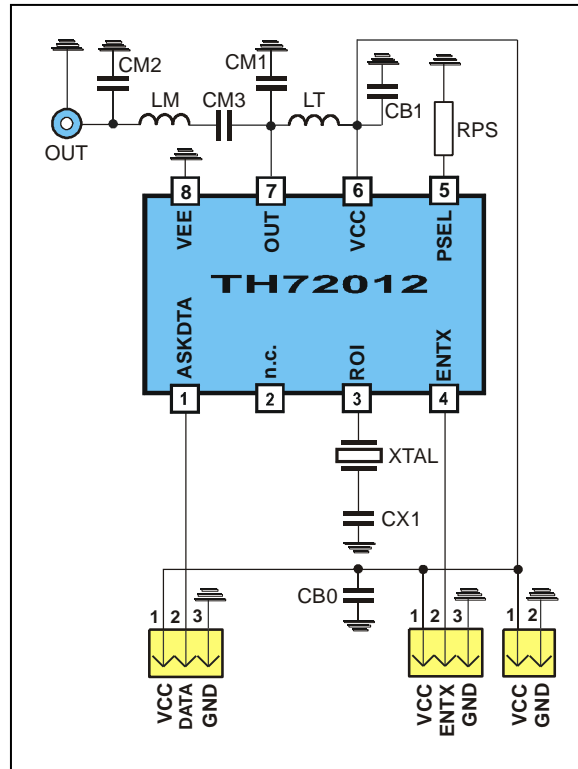 CM2
CM1
LM
CM3
LT
CB1
RPS
OUT
8
7
6
5
VEE
OUT
VCC
PSEL
TH72012
ASKDTA
n.c.
ROI
ENTX
1
2
3
4
XTAL
CX1
CB0
1 2 3
1 2 3
1 2
VCC
DATA
GND
VCC
ENTX
GND
VCC
GND